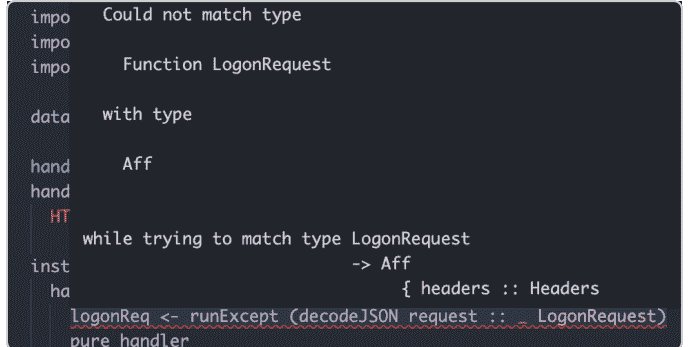 impo
Could not match type
impo
impo
Function LogonRequest
data
with type
hand
Aff
hand
HT
while trying to match type LogonRequest
inst
-> Aff
ha
{ headers :: Headers
logonReq <- runExcept (decodeJSON request :: _ LogonRequest)
pure handler